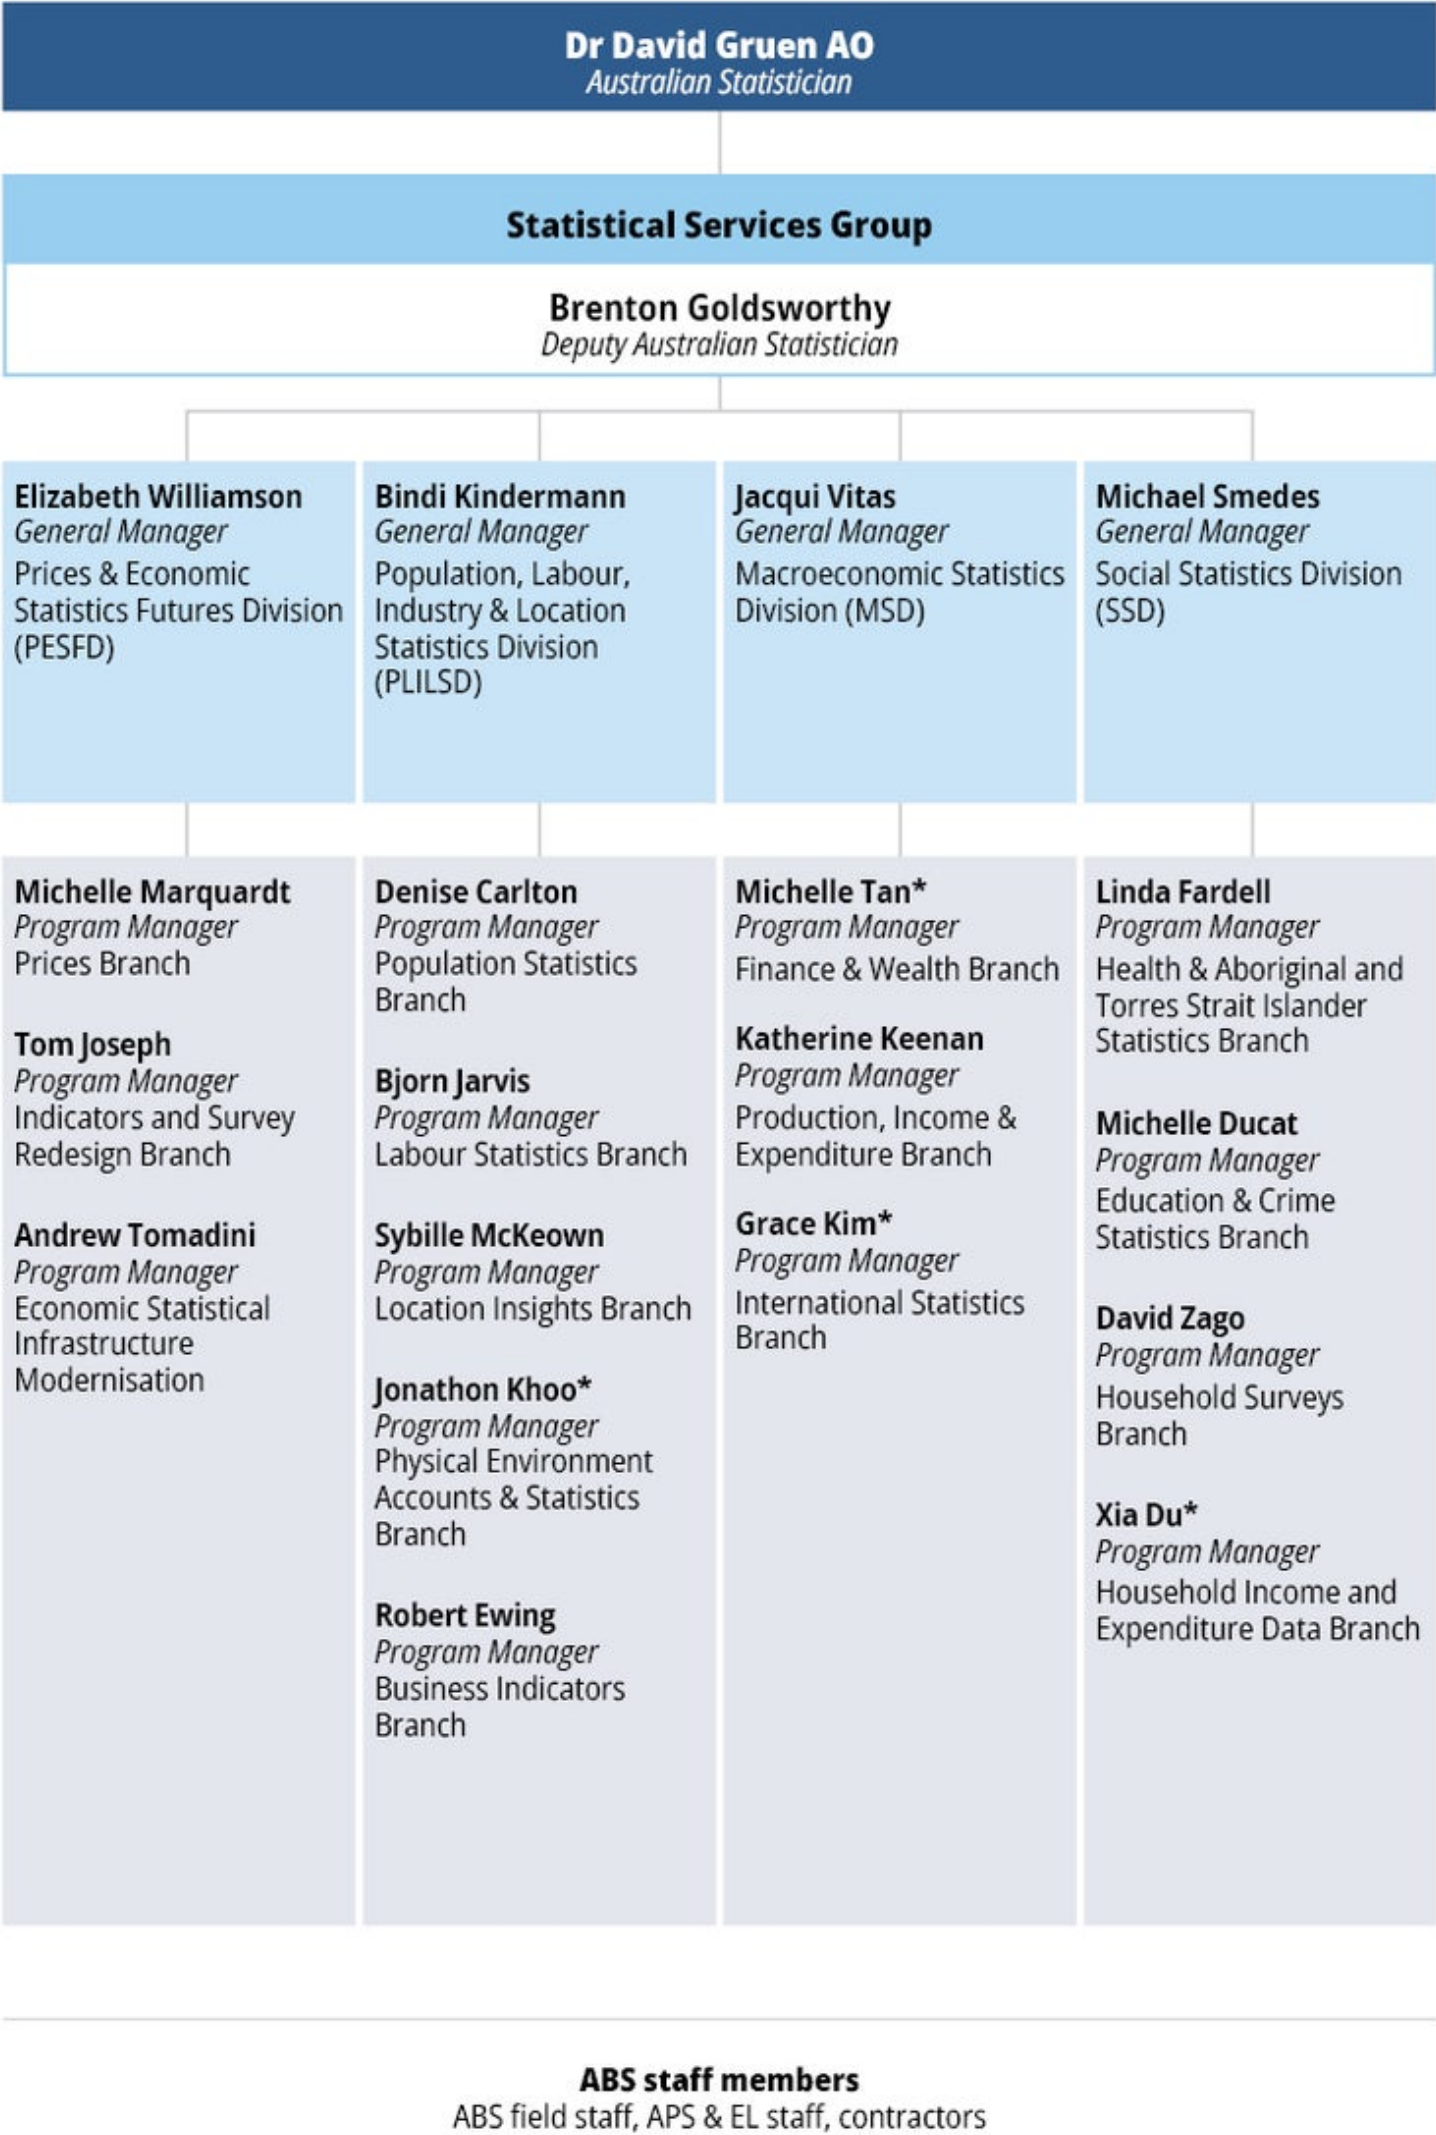 Dr David Gruen AO
Australian Statistician
Statistical Services Group
Brenton Goldsworthy
Deputy Australian Statistician
Elizabeth Williamson
General Manager
Prices & Economic
Statistics Futures Division
(PESFD)
Bindi Kindermann
General Manager
Population, Labour,
Industry & Location
Statistics Division
(PLILSD)
Jacqui Vitas
General Manager
Macroeconomic Statistics
Division (MSD)
Michael Smedes
General Manager
Social Statistics Division
(SSD)
Michelle Marquardt
Program Manager
Prices Branch
Tom Joseph
Program Manager
Indicators and Survey
Redesign Branch
Andrew Tomadini
Program Manager
Economic Statistical
Infrastructure
Modernisation
Denise Carlton
Program Manager
Population Statistics
Branch
Bjorn Jarvis
Program Manager
Labour Statistics Branch
Sybille McKeown
Program Manager
Location Insights Branch
Jonathon Khoo*
Program Manager
Physical Environment
Accounts & Statistics
Branch
Robert Ewing
Program Manager
Business Indicators
Branch
Michelle Tan*
Program Manager
Finance & Wealth Branch
Katherine Keenan
Program Manager
Production, Income &
Expenditure Branch
Grace Kim*
Program Manager
International Statistics
Branch
Linda Fardell
Program Manager
Health & Aboriginal and
Torres Strait Islander
Statistics Branch
Michelle Ducat
Program Manager
Education & Crime
Statistics Branch
David Zago
Program Manager
Household Surveys
Branch
Xia Du*
Program Manager
Household Income and
Expenditure Data Branch
ABS staff members
ABS field staff, APS & EL staff, contractors